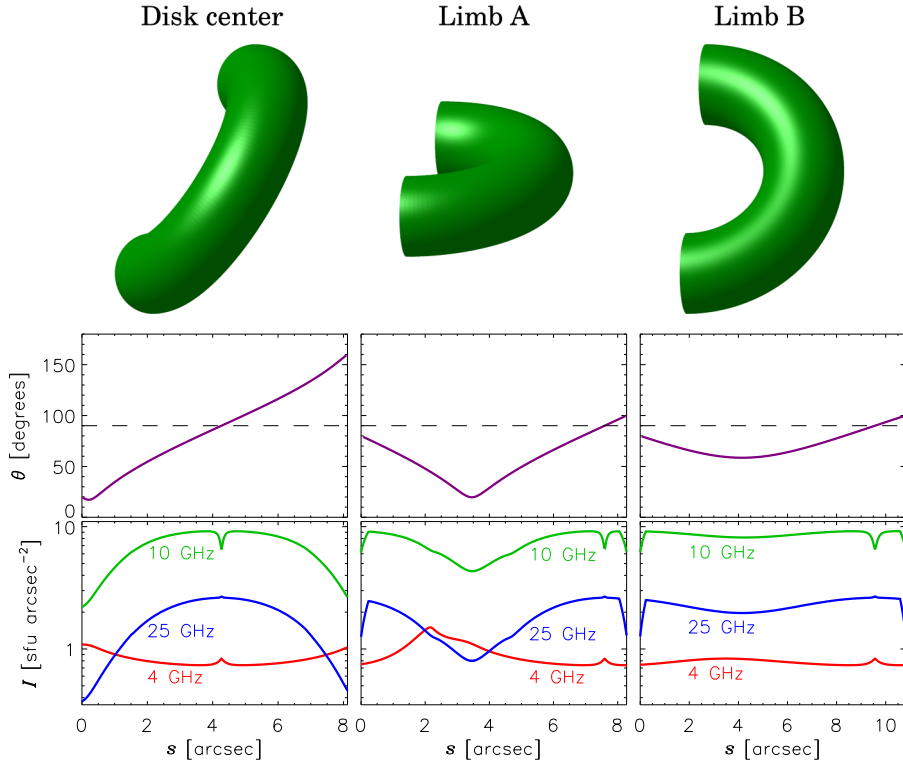 Disk center Limb A Limb B
θ [degrees]
150
100
50
0
I [sfu arcsec⁻²]
10
1
10 GHz
25 GHz
4 GHz
10 GHz
25 GHz
4 GHz
10 GHz
25 GHz
4 GHz
0 2 4 6 8 0 2 4 6 8 0 2 4 6 8 10
s [arcsec] s [arcsec] s [arcsec]